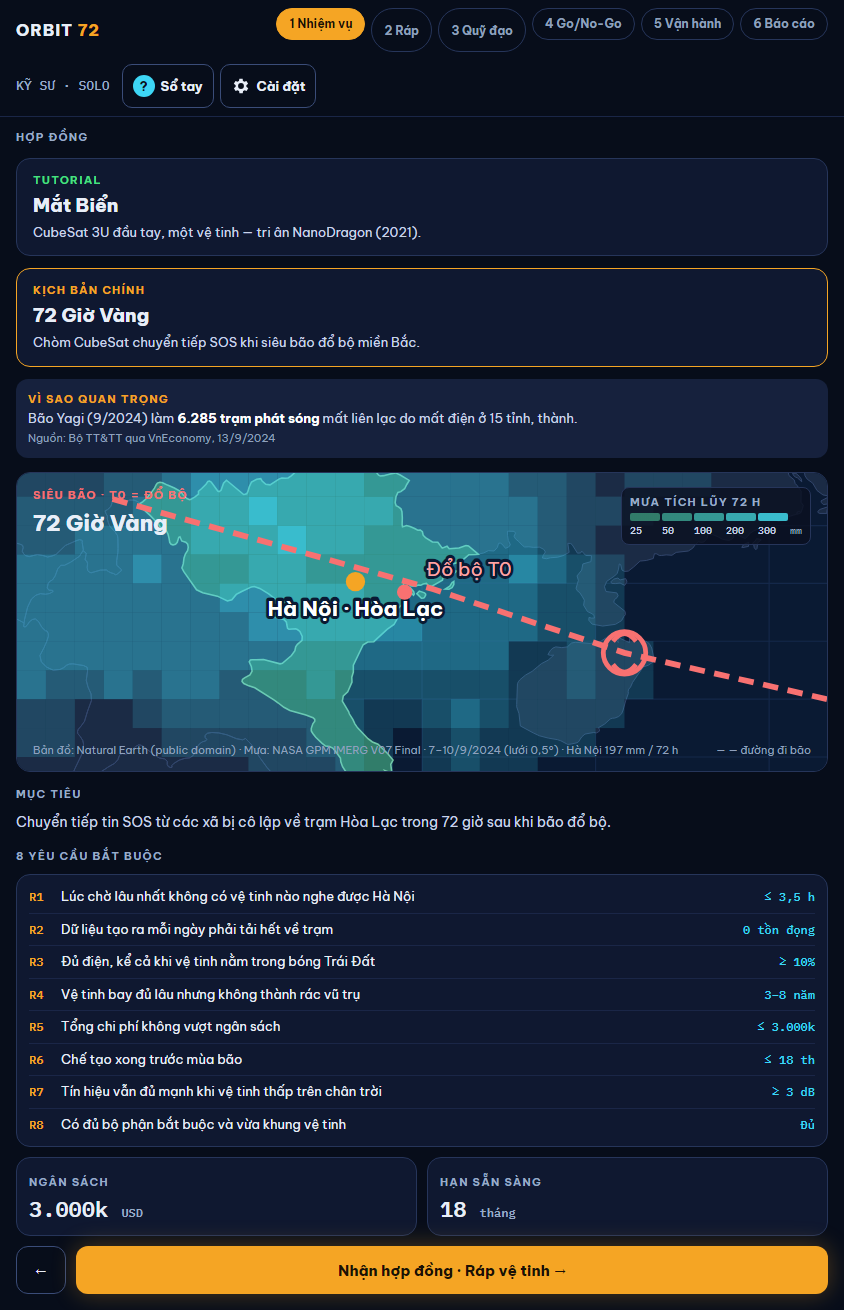 ORBIT 72
1 Nhiệm vụ
2 Ráp
3 Quỹ đạo
4 Go/No-Go
5 Vận hành
6 Báo cáo
KỸ SƯ · SOLO
? Sổ tay
Cài đặt
HỢP ĐỒNG
TUTORIAL
Mắt Biển
CubeSat 3U đầu tay, một vệ tinh — tri ân NanoDragon (2021).
KỊCH BẢN CHÍNH
72 Giờ Vàng
Chòm CubeSat chuyển tiếp SOS khi siêu bão đổ bộ miền Bắc.
VÌ SAO QUAN TRỌNG
Bão Yagi (9/2024) làm 6.285 trạm phát sóng mất liên lạc do mất điện ở 15 tỉnh, thành.
Nguồn: Bộ TT&TT qua VnEconomy, 13/9/2024
SIÊU BÃO · T0 = ĐỔ BỘ
72 Giờ Vàng
MƯA TÍCH LŨY 72 H
25 50 100 200 300 mm
Đổ bộ T0
Hà Nội · Hòa Lạc
Bản đồ: Natural Earth (public domain) · Mưa: NASA GPM IMERG V07 Final · 7–10/9/2024 (lưới 0,5°) · Hà Nội 197 mm / 72 h
— — đường đi bão
MỤC TIÊU
Chuyển tiếp tin SOS từ các xã bị cô lập về trạm Hòa Lạc trong 72 giờ sau khi bão đổ bộ.
8 YÊU CẦU BẮT BUỘC
R1 Lúc chờ lâu nhất không có vệ tinh nào nghe được Hà Nội ≤ 3,5 h
R2 Dữ liệu tạo ra mỗi ngày phải tải hết về trạm 0 tồn đọng
R3 Đủ điện, kể cả khi vệ tinh nằm trong bóng Trái Đất ≥ 10%
R4 Vệ tinh bay đủ lâu nhưng không thành rác vũ trụ 3–8 năm
R5 Tổng chi phí không vượt ngân sách ≤ 3.000k
R6 Chế tạo xong trước mùa bão ≤ 18 th
R7 Tín hiệu vẫn đủ mạnh khi vệ tinh thấp trên chân trời ≥ 3 dB
R8 Có đủ bộ phận bắt buộc và vừa khung vệ tinh Đủ
NGÂN SÁCH
3.000k USD
HẠN SẴN SÀNG
18 tháng
←
Nhận hợp đồng · Ráp vệ tinh →